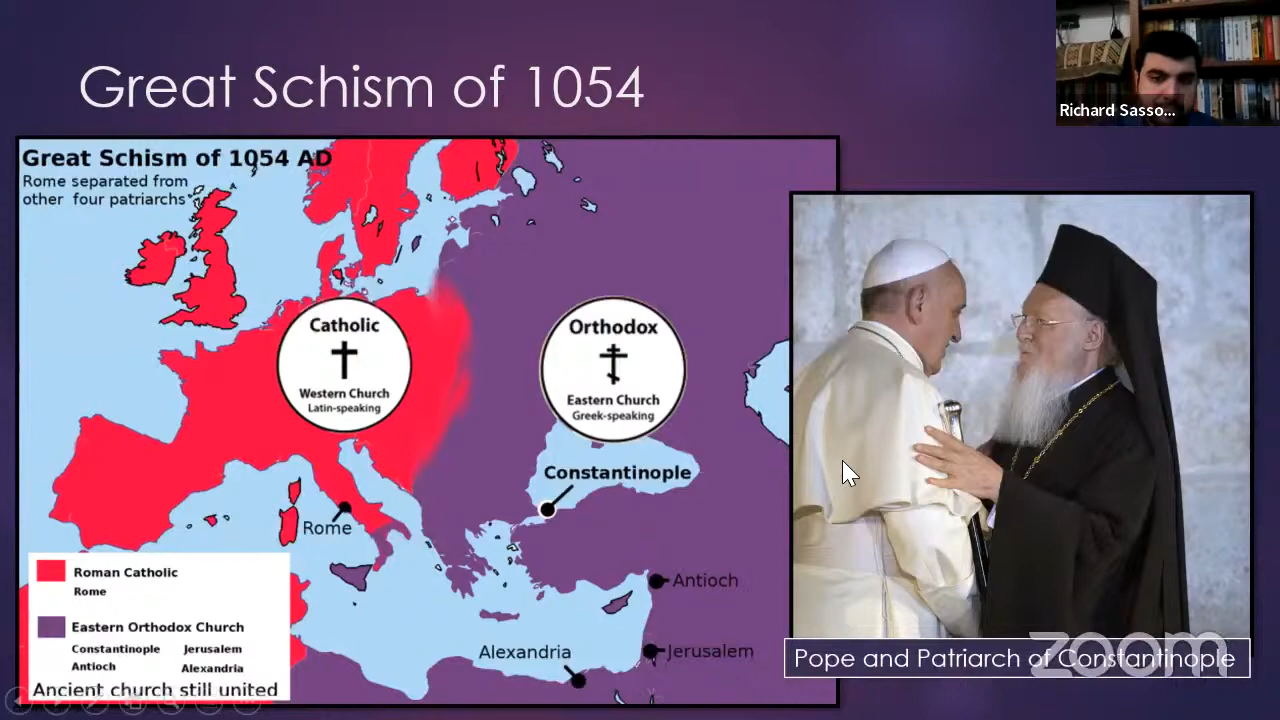 Great Schism of 1054
Richard Sasso...
Great Schism of 1054 AD
Rome separated from
other four patriarchs
Catholic
Western Church
Latin-speaking
Orthodox
Eastern Church
Greek-speaking
Constantinople
Rome
Antioch
Alexandria
Jerusalem
Roman Catholic
Rome
Eastern Orthodox Church
Constantinople Jerusalem
Antioch Alexandria
Ancient church still united
Pope and Patriarch of Constantinople
zoom